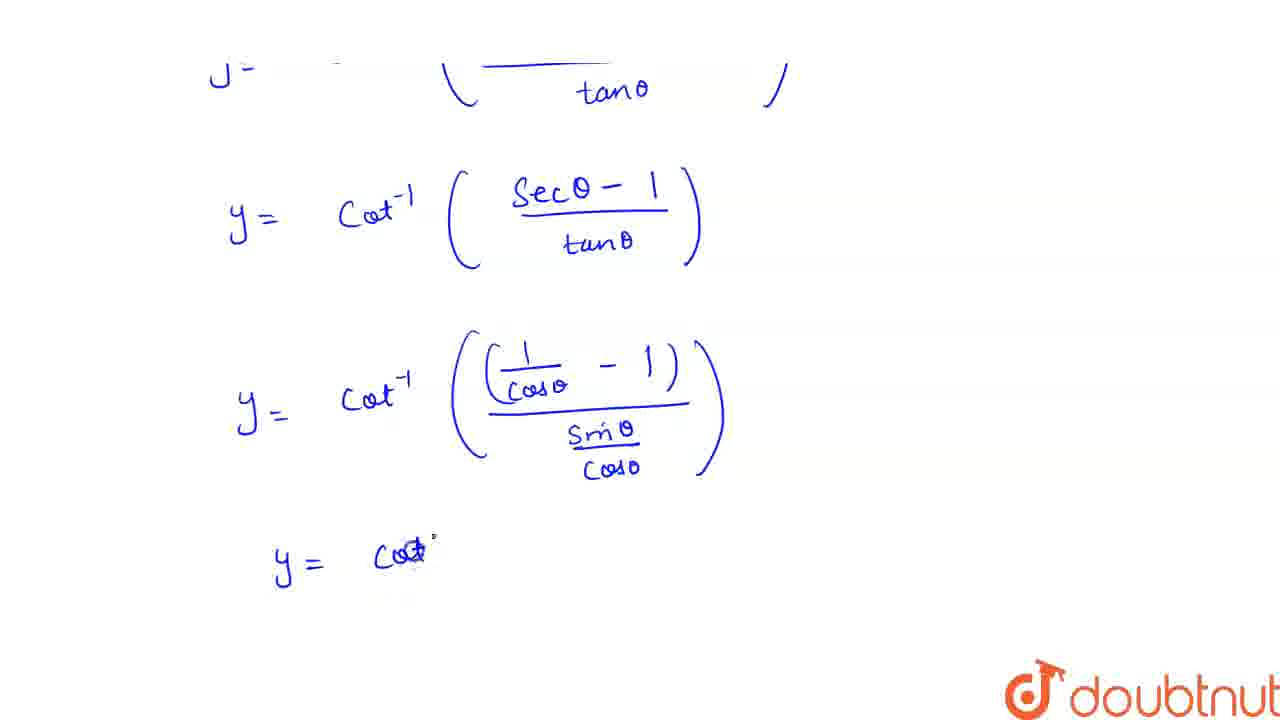 tanθ
y = Cot⁻¹ ( (Secθ - 1) / tanθ )
y = Cot⁻¹ ( (1/Cosθ - 1) / (Sinθ/Cosθ) )
y = Cot
doubtnut